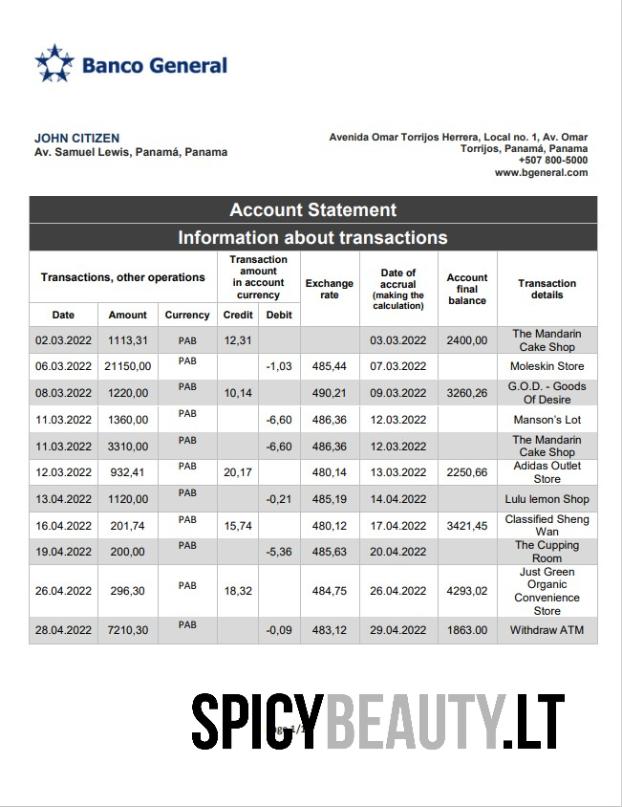 Banco General
JOHN CITIZEN
Av. Samuel Lewis, Panamá, Panama
Avenida Omar Torrijos Herrera, Local no. 1, Av. Omar
Torrijos, Panamá, Panama
+507 800-5000
www.bgeneral.com
Account Statement
Information about transactions
Transactions, other operations
Transaction
amount
in account
currency
Exchange
rate
Date of
accrual
(making the
calculation)
Account
final
balance
Transaction
details
Date Amount Currency Credit Debit
02.03.2022 1113,31 PAB 12,31 03.03.2022 2400,00 The Mandarin
Cake Shop
06.03.2022 21150,00 PAB -1,03 485,44 07.03.2022 Moleskin Store
08.03.2022 1220,00 PAB 10,14 490,21 09.03.2022 3260,26 G.O.D. - Goods
Of Desire
11.03.2022 1360,00 PAB -6,60 486,36 12.03.2022 Manson's Lot
11.03.2022 3310,00 PAB -6,60 486,36 12.03.2022 The Mandarin
Cake Shop
12.03.2022 932,41 PAB 20,17 480,14 13.03.2022 2250,66 Adidas Outlet
Store
13.04.2022 1120,00 PAB -0,21 485,19 14.04.2022 Lulu lemon Shop
16.04.2022 201,74 PAB 15,74 480,12 17.04.2022 3421,45 Classified Sheng
Wan
19.04.2022 200,00 PAB -5,36 485,63 20.04.2022 The Cupping
Room
26.04.2022 296,30 PAB 18,32 484,75 26.04.2022 4293,02 Just Green
Organic
Convenience
Store
28.04.2022 7210,30 PAB -0,09 483,12 29.04.2022 1863.00 Withdraw ATM
SPICYBEAUTY.LT